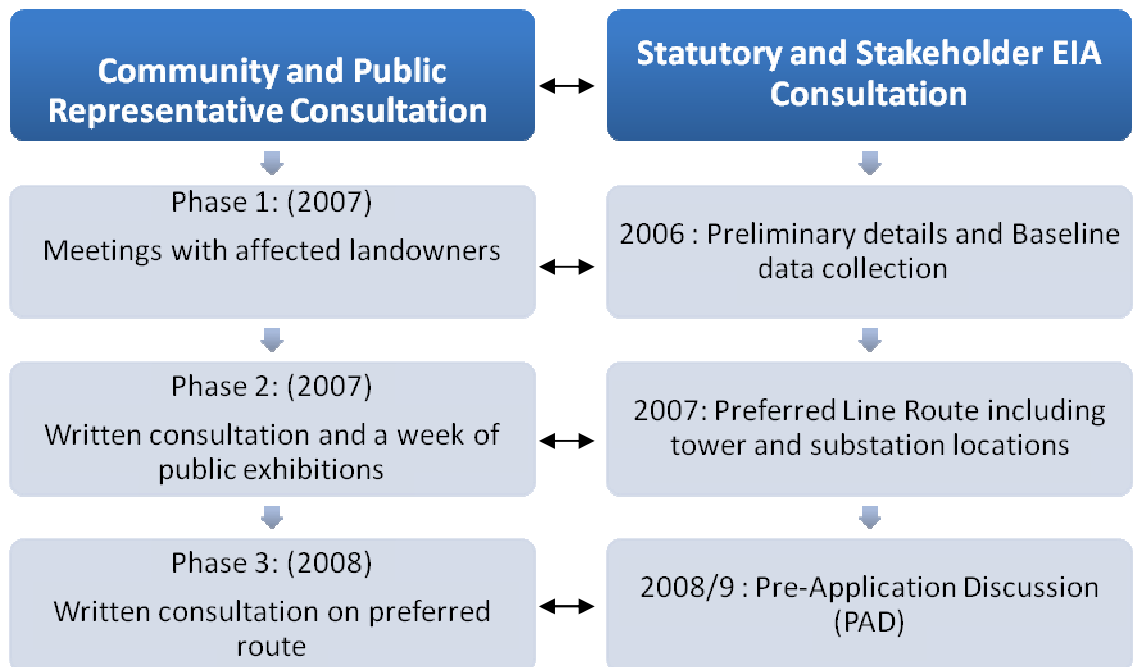 Community and Public
Representative Consultation
Statutory and Stakeholder EIA
Consultation
Phase 1: (2007)
Meetings with affected landowners
2006 : Preliminary details and Baseline
data collection
Phase 2: (2007)
Written consultation and a week of
public exhibitions
2007: Preferred Line Route including
tower and substation locations
Phase 3: (2008)
Written consultation on preferred
route
2008/9 : Pre-Application Discussion
(PAD)